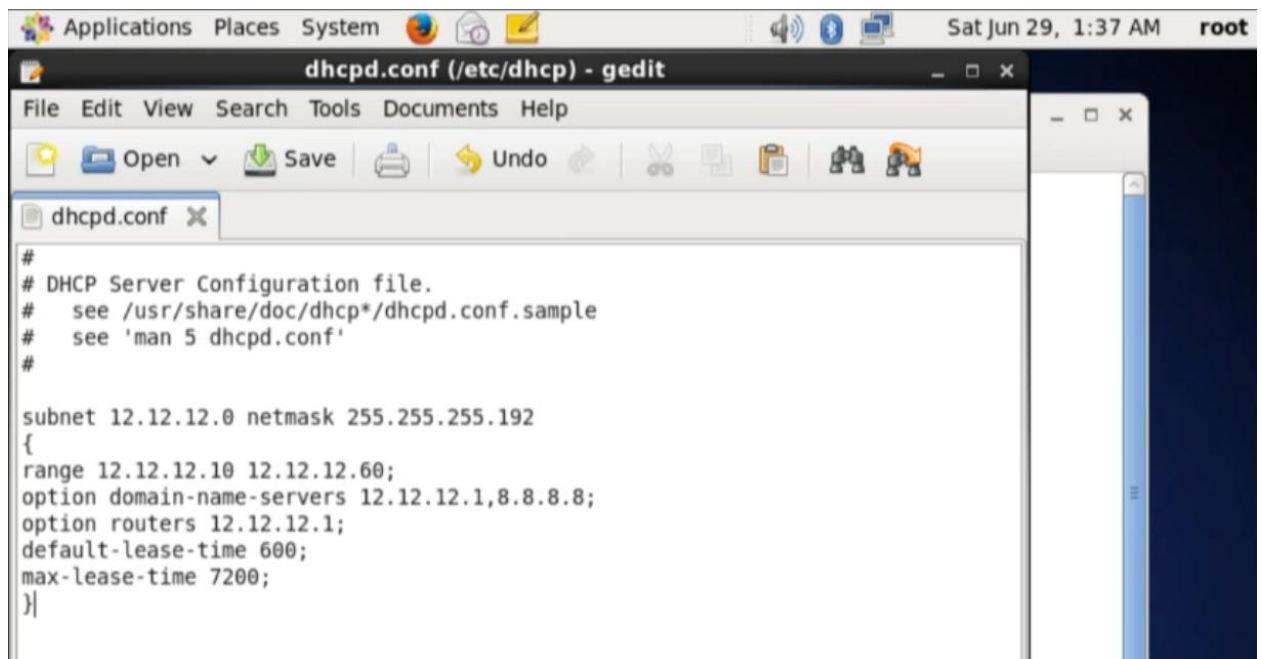 Applications Places System Sat Jun 29, 1:37 AM root
dhcpd.conf (/etc/dhcp) - gedit
File Edit View Search Tools Documents Help
Open Save Undo
dhcpd.conf
#
# DHCP Server Configuration file.
#   see /usr/share/doc/dhcp*/dhcpd.conf.sample
#   see 'man 5 dhcpd.conf'
#
subnet 12.12.12.0 netmask 255.255.255.192
{
range 12.12.12.10 12.12.12.60;
option domain-name-servers 12.12.12.1,8.8.8.8;
option routers 12.12.12.1;
default-lease-time 600;
max-lease-time 7200;
}